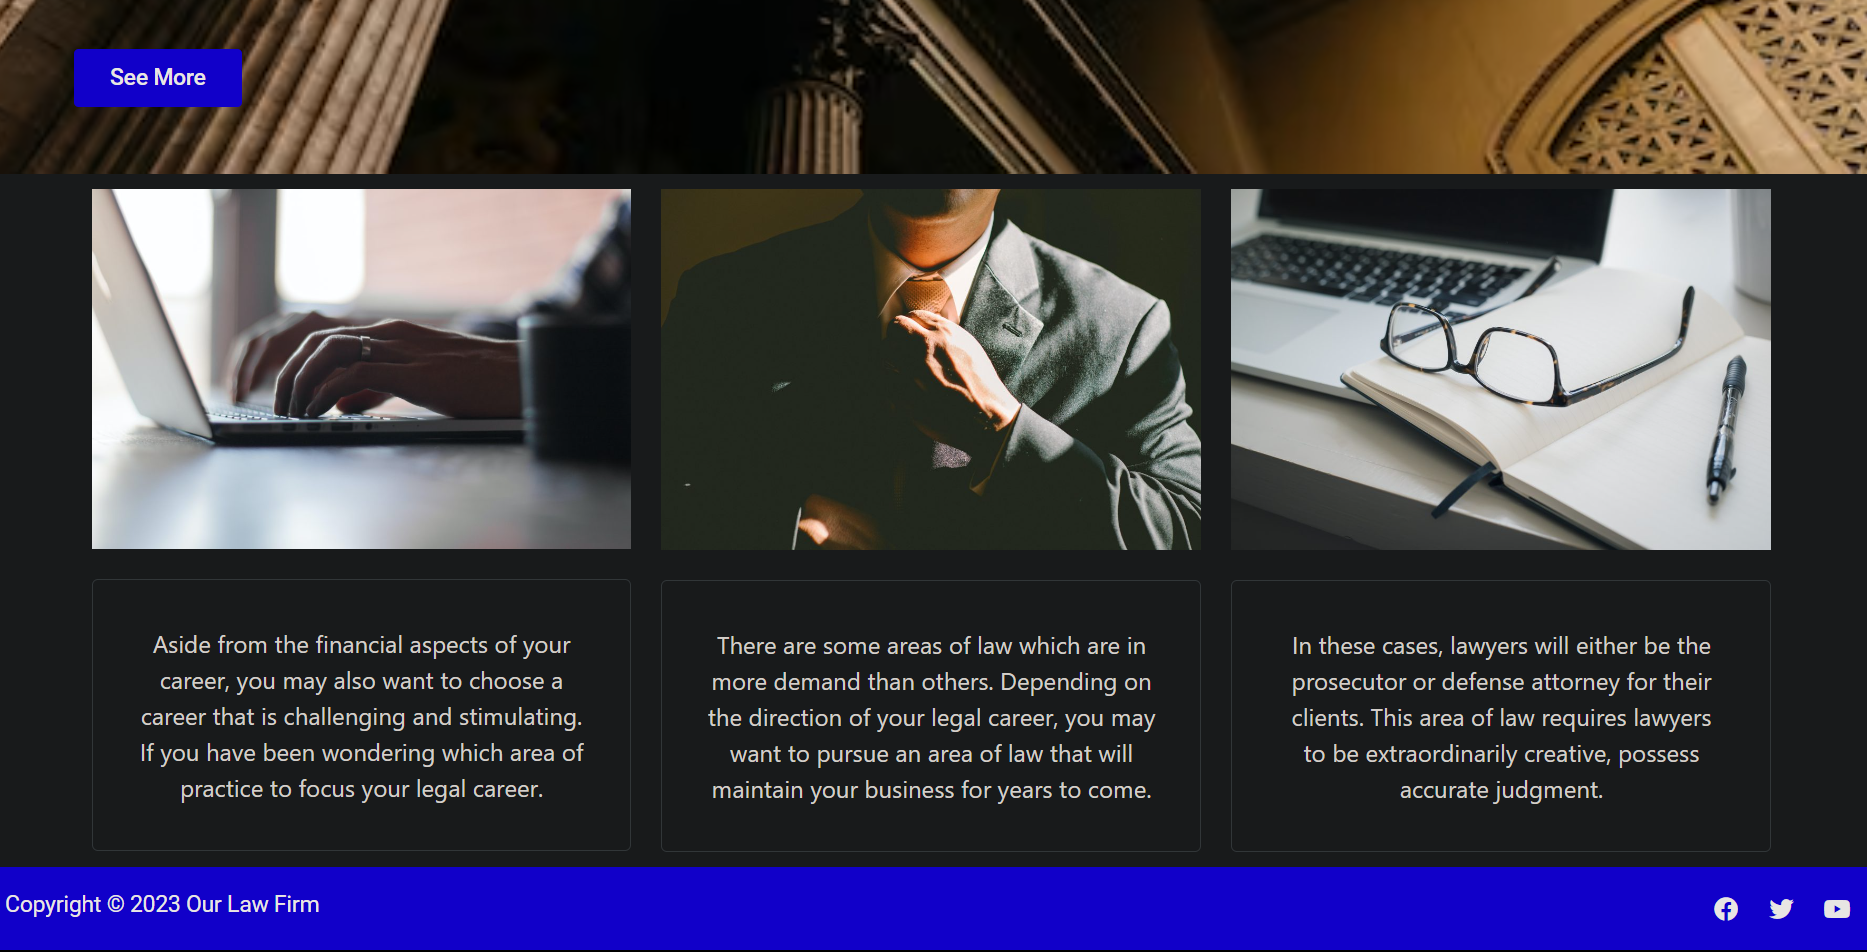 See More
Aside from the financial aspects of your
career, you may also want to choose a
career that is challenging and stimulating.
If you have been wondering which area of
practice to focus your legal career.
There are some areas of law which are in
more demand than others. Depending on
the direction of your legal career, you may
want to pursue an area of law that will
maintain your business for years to come.
In these cases, lawyers will either be the
prosecutor or defense attorney for their
clients. This area of law requires lawyers
to be extraordinarily creative, possess
accurate judgment.
Copyright © 2023 Our Law Firm